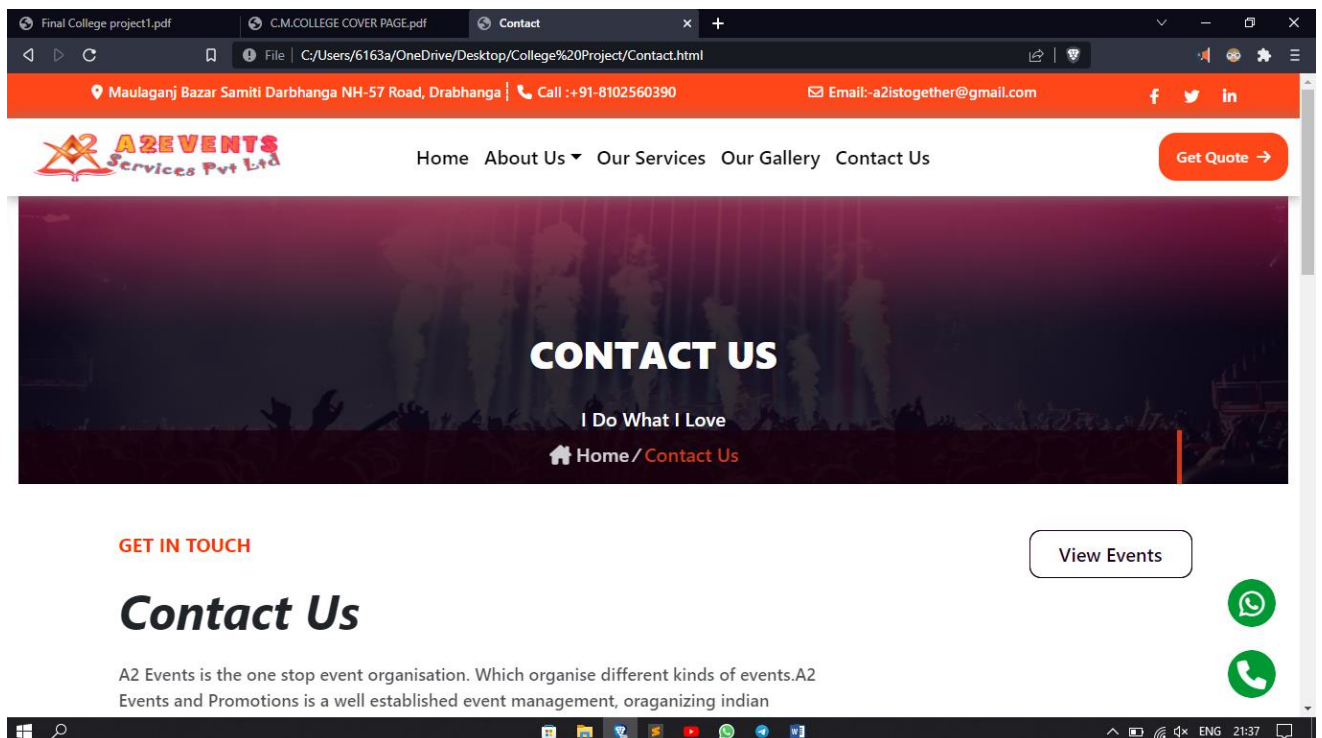 Final College project1.pdf C.M.COLLEGE COVER PAGE.pdf Contact
File C:/Users/6163a/OneDrive/Desktop/College%20Project/Contact.html
Maulaganj Bazar Samiti Darbhanga NH-57 Road, Drabhanga Call :+91-8102560390 Email:-a2istogether@gmail.com
A2EVENTS
Services Pvt Ltd
Home About Us Our Services Our Gallery Contact Us
Get Quote →
CONTACT US
I Do What I Love
Home / Contact Us
GET IN TOUCH
View Events
Contact Us
A2 Events is the one stop event organisation. Which organise different kinds of events.A2
Events and Promotions is a well established event management, oraganizing indian
ENG 21:37